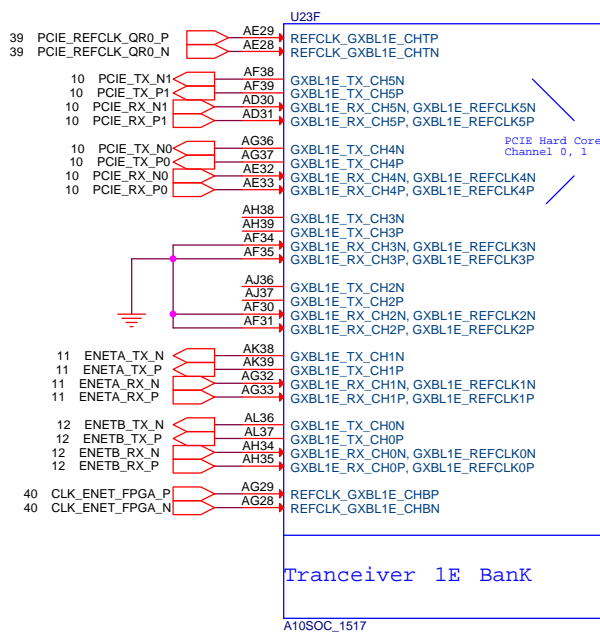 U23F
39 PCIE_REFCLK_QR0_P AE29 REFCLK_GXBL1E_CHTP
39 PCIE_REFCLK_QR0_N AE28 REFCLK_GXBL1E_CHTN
10 PCIE_TX_N1 AF38 GXBL1E_TX_CH5N
10 PCIE_TX_P1 AF39 GXBL1E_TX_CH5P
10 PCIE_RX_N1 AD30 GXBL1E_RX_CH5N, GXBL1E_REFCLK5N
10 PCIE_RX_P1 AD31 GXBL1E_RX_CH5P, GXBL1E_REFCLK5P
PCIE Hard Core
Channel 0, 1
10 PCIE_TX_N0 AG36 GXBL1E_TX_CH4N
10 PCIE_TX_P0 AG37 GXBL1E_TX_CH4P
10 PCIE_RX_N0 AE32 GXBL1E_RX_CH4N, GXBL1E_REFCLK4N
10 PCIE_RX_P0 AE33 GXBL1E_RX_CH4P, GXBL1E_REFCLK4P
AH38 GXBL1E_TX_CH3N
AH39 GXBL1E_TX_CH3P
AF34 GXBL1E_RX_CH3N, GXBL1E_REFCLK3N
AF35 GXBL1E_RX_CH3P, GXBL1E_REFCLK3P
AJ36 GXBL1E_TX_CH2N
AJ37 GXBL1E_TX_CH2P
AF30 GXBL1E_RX_CH2N, GXBL1E_REFCLK2N
AF31 GXBL1E_RX_CH2P, GXBL1E_REFCLK2P
11 ENETA_TX_N AK38 GXBL1E_TX_CH1N
11 ENETA_TX_P AK39 GXBL1E_TX_CH1P
11 ENETA_RX_N AG32 GXBL1E_RX_CH1N, GXBL1E_REFCLK1N
11 ENETA_RX_P AG33 GXBL1E_RX_CH1P, GXBL1E_REFCLK1P
12 ENETB_TX_N AL36 GXBL1E_TX_CH0N
12 ENETB_TX_P AL37 GXBL1E_TX_CH0P
12 ENETB_RX_N AH34 GXBL1E_RX_CH0N, GXBL1E_REFCLK0N
12 ENETB_RX_P AH35 GXBL1E_RX_CH0P, GXBL1E_REFCLK0P
40 CLK_ENET_FPGA_P AG29 REFCLK_GXBL1E_CHBP
40 CLK_ENET_FPGA_N AG28 REFCLK_GXBL1E_CHBN
Tranceiver 1E BanK
A10SOC_1517